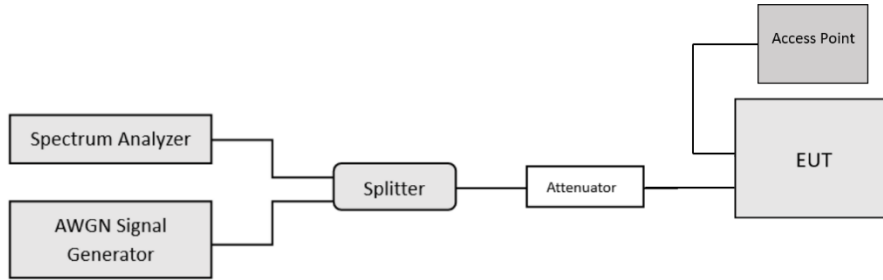 Access Point
Spectrum Analyzer
EUT
Splitter
Attenuator
AWGN Signal
Generator